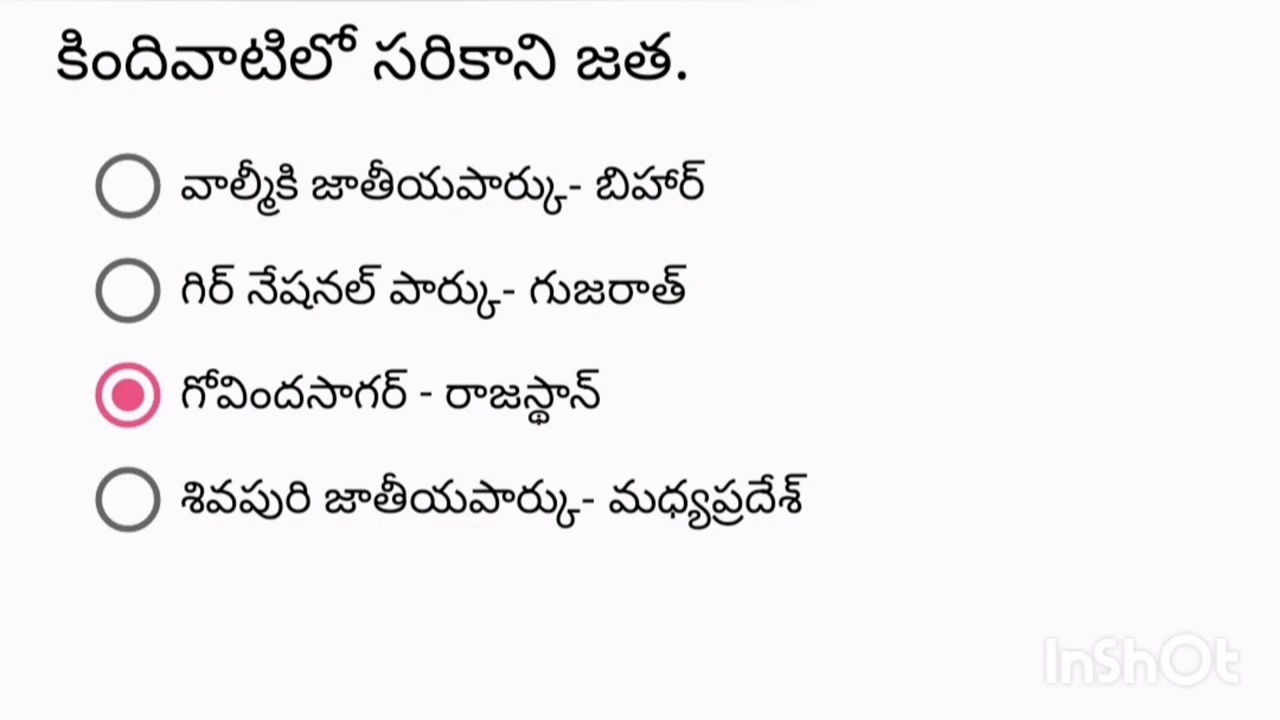 కిందివాటిలో సరికాని జత.
వాల్మీకి జాతీయపార్కు- బిహార్
గిర్ నేషనల్ పార్కు- గుజరాత్
గోవిందసాగర్ - రాజస్థాన్
శివపురి జాతీయపార్కు- మధ్యప్రదేశ్
InShOt